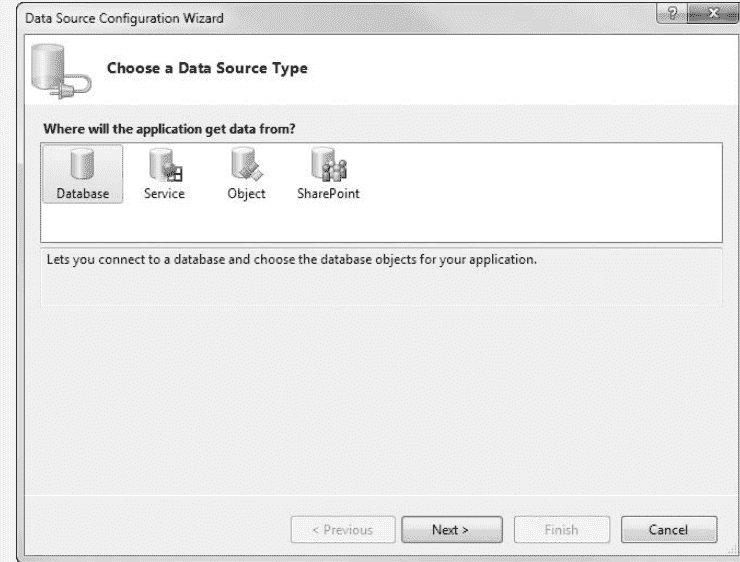 Data Source Configuration Wizard
Choose a Data Source Type
Where will the application get data from?
Database Service Object SharePoint
Lets you connect to a database and choose the database objects for your application.
< Previous Next > Finish Cancel